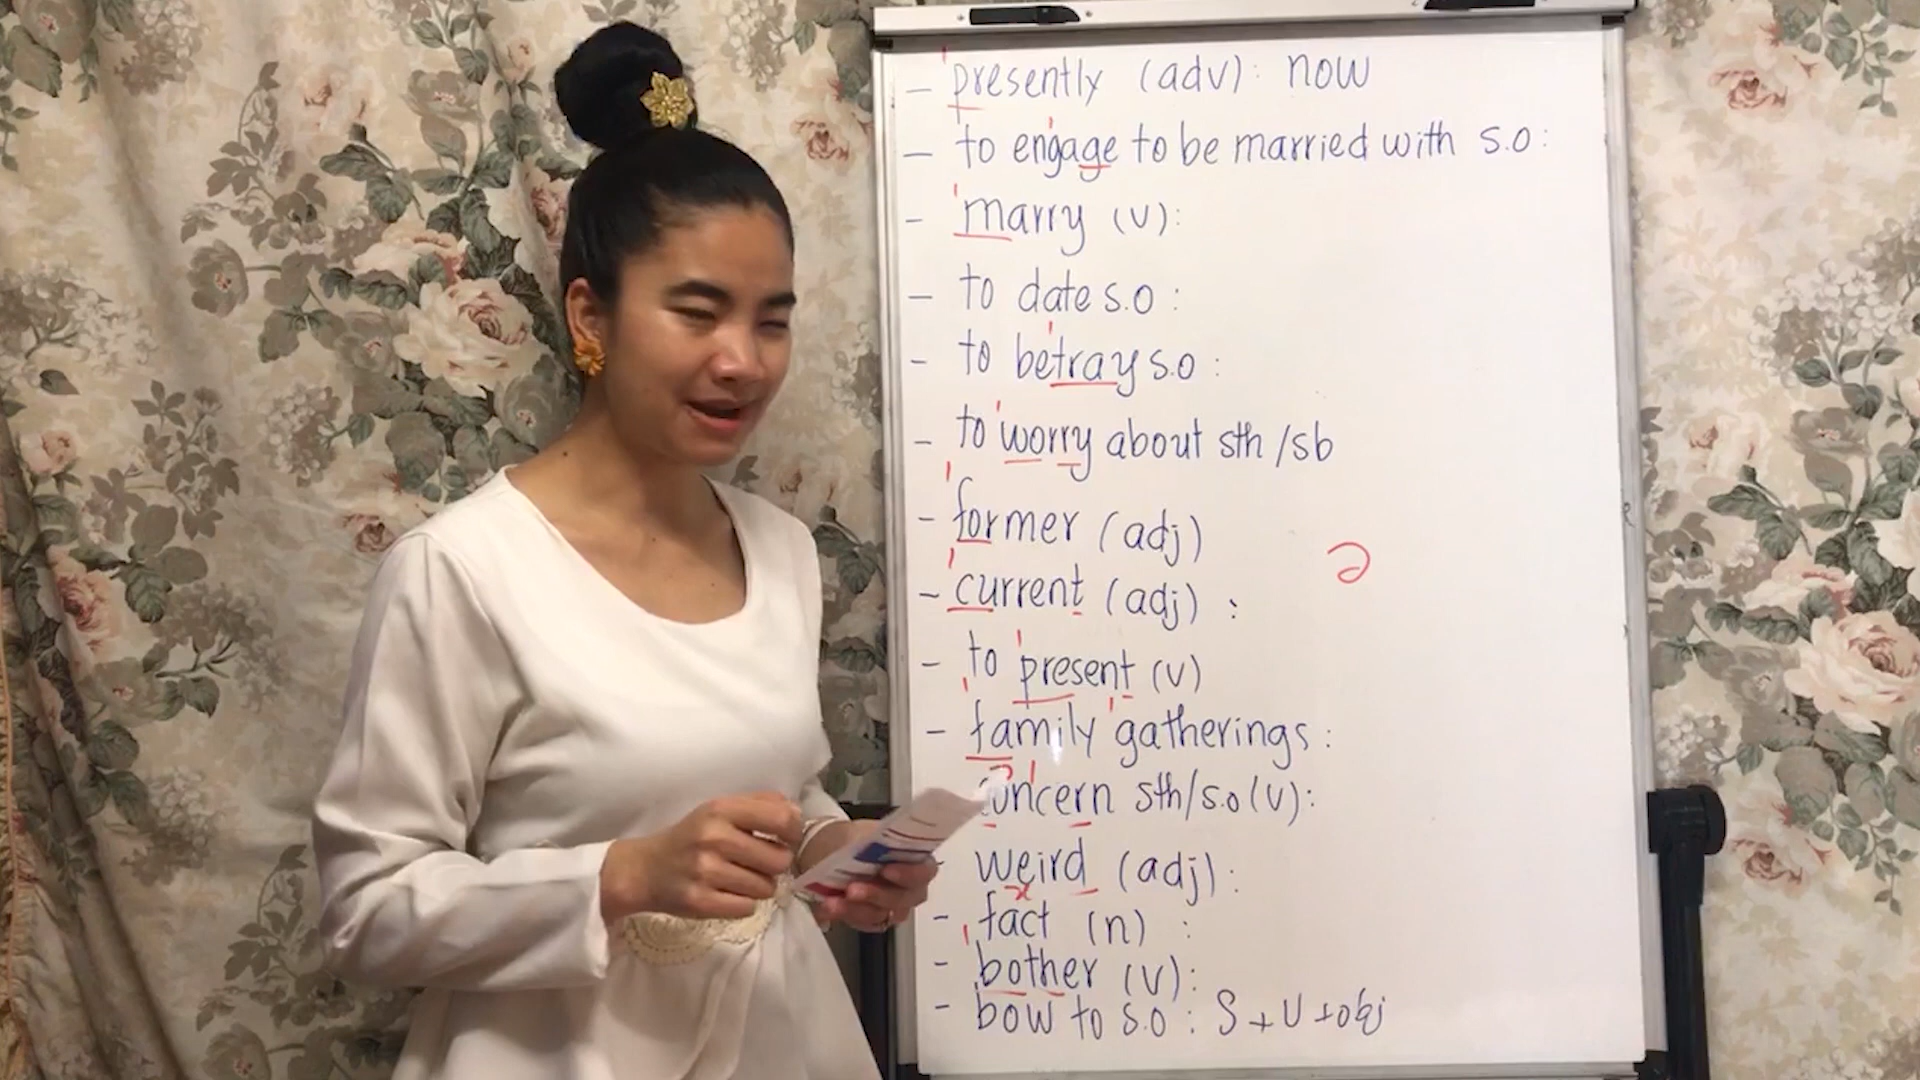 – presently (adv): now
– to engage to be married with s.o:
– marry (v):
– to date s.o :
– to betray s.o :
– to worry about sth /sb
– former (adj)
– current (adj) :
– to present (v)
– family gatherings :
concern sth/s.o (v):
weird (adj) :
– fact (n) :
– bother (v):
– bow to s.o : S + V + obj